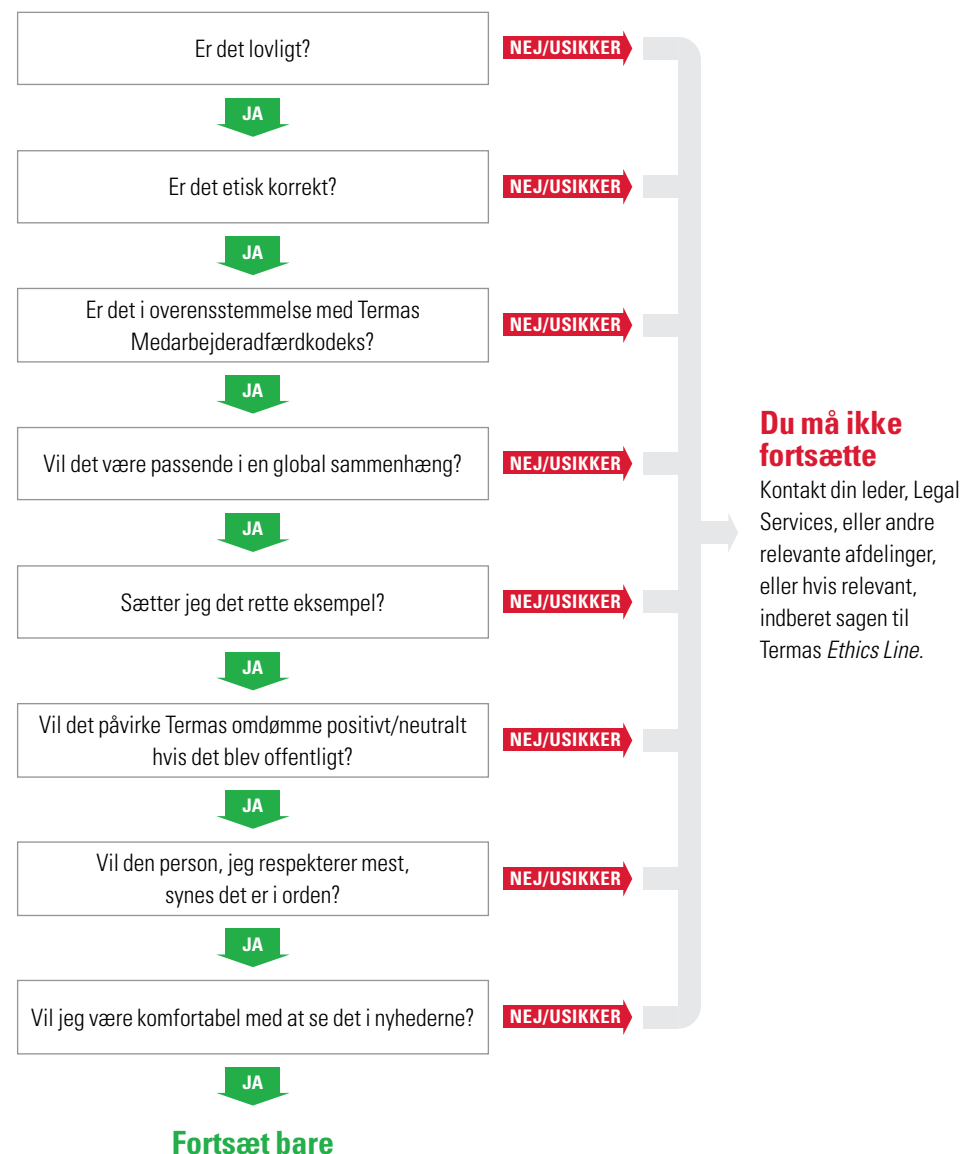 Er det lovligt?
NEJ/USIKKER
JA
Er det etisk korrekt?
NEJ/USIKKER
JA
Er det i overensstemmelse med Termas
Medarbejderadfærdkodeks?
NEJ/USIKKER
JA
Vil det være passende i en global sammenhæng?
NEJ/USIKKER
JA
Sætter jeg det rette eksempel?
NEJ/USIKKER
JA
Vil det påvirke Termas omdømme positivt/neutralt
hvis det blev offentligt?
NEJ/USIKKER
JA
Vil den person, jeg respekterer mest,
synes det er i orden?
NEJ/USIKKER
JA
Vil jeg være komfortabel med at se det i nyhederne?
NEJ/USIKKER
JA
Fortsæt bare
Du må ikke
fortsætte
Kontakt din leder, Legal
Services, eller andre
relevante afdelinger,
eller hvis relevant,
indberet sagen til
Termas Ethics Line.